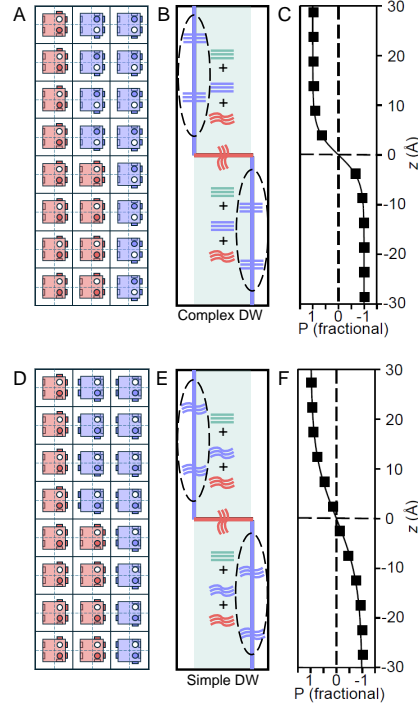 A
B
C
+
+
+
+
Complex DW
30
20
10
0
-10
-20
-30
z (Å)
1
0
-1
P (fractional)
D
E
F
+
+
+
+
Simple DW
30
20
10
0
-10
-20
-30
z (Å)
1
0
-1
P (fractional)